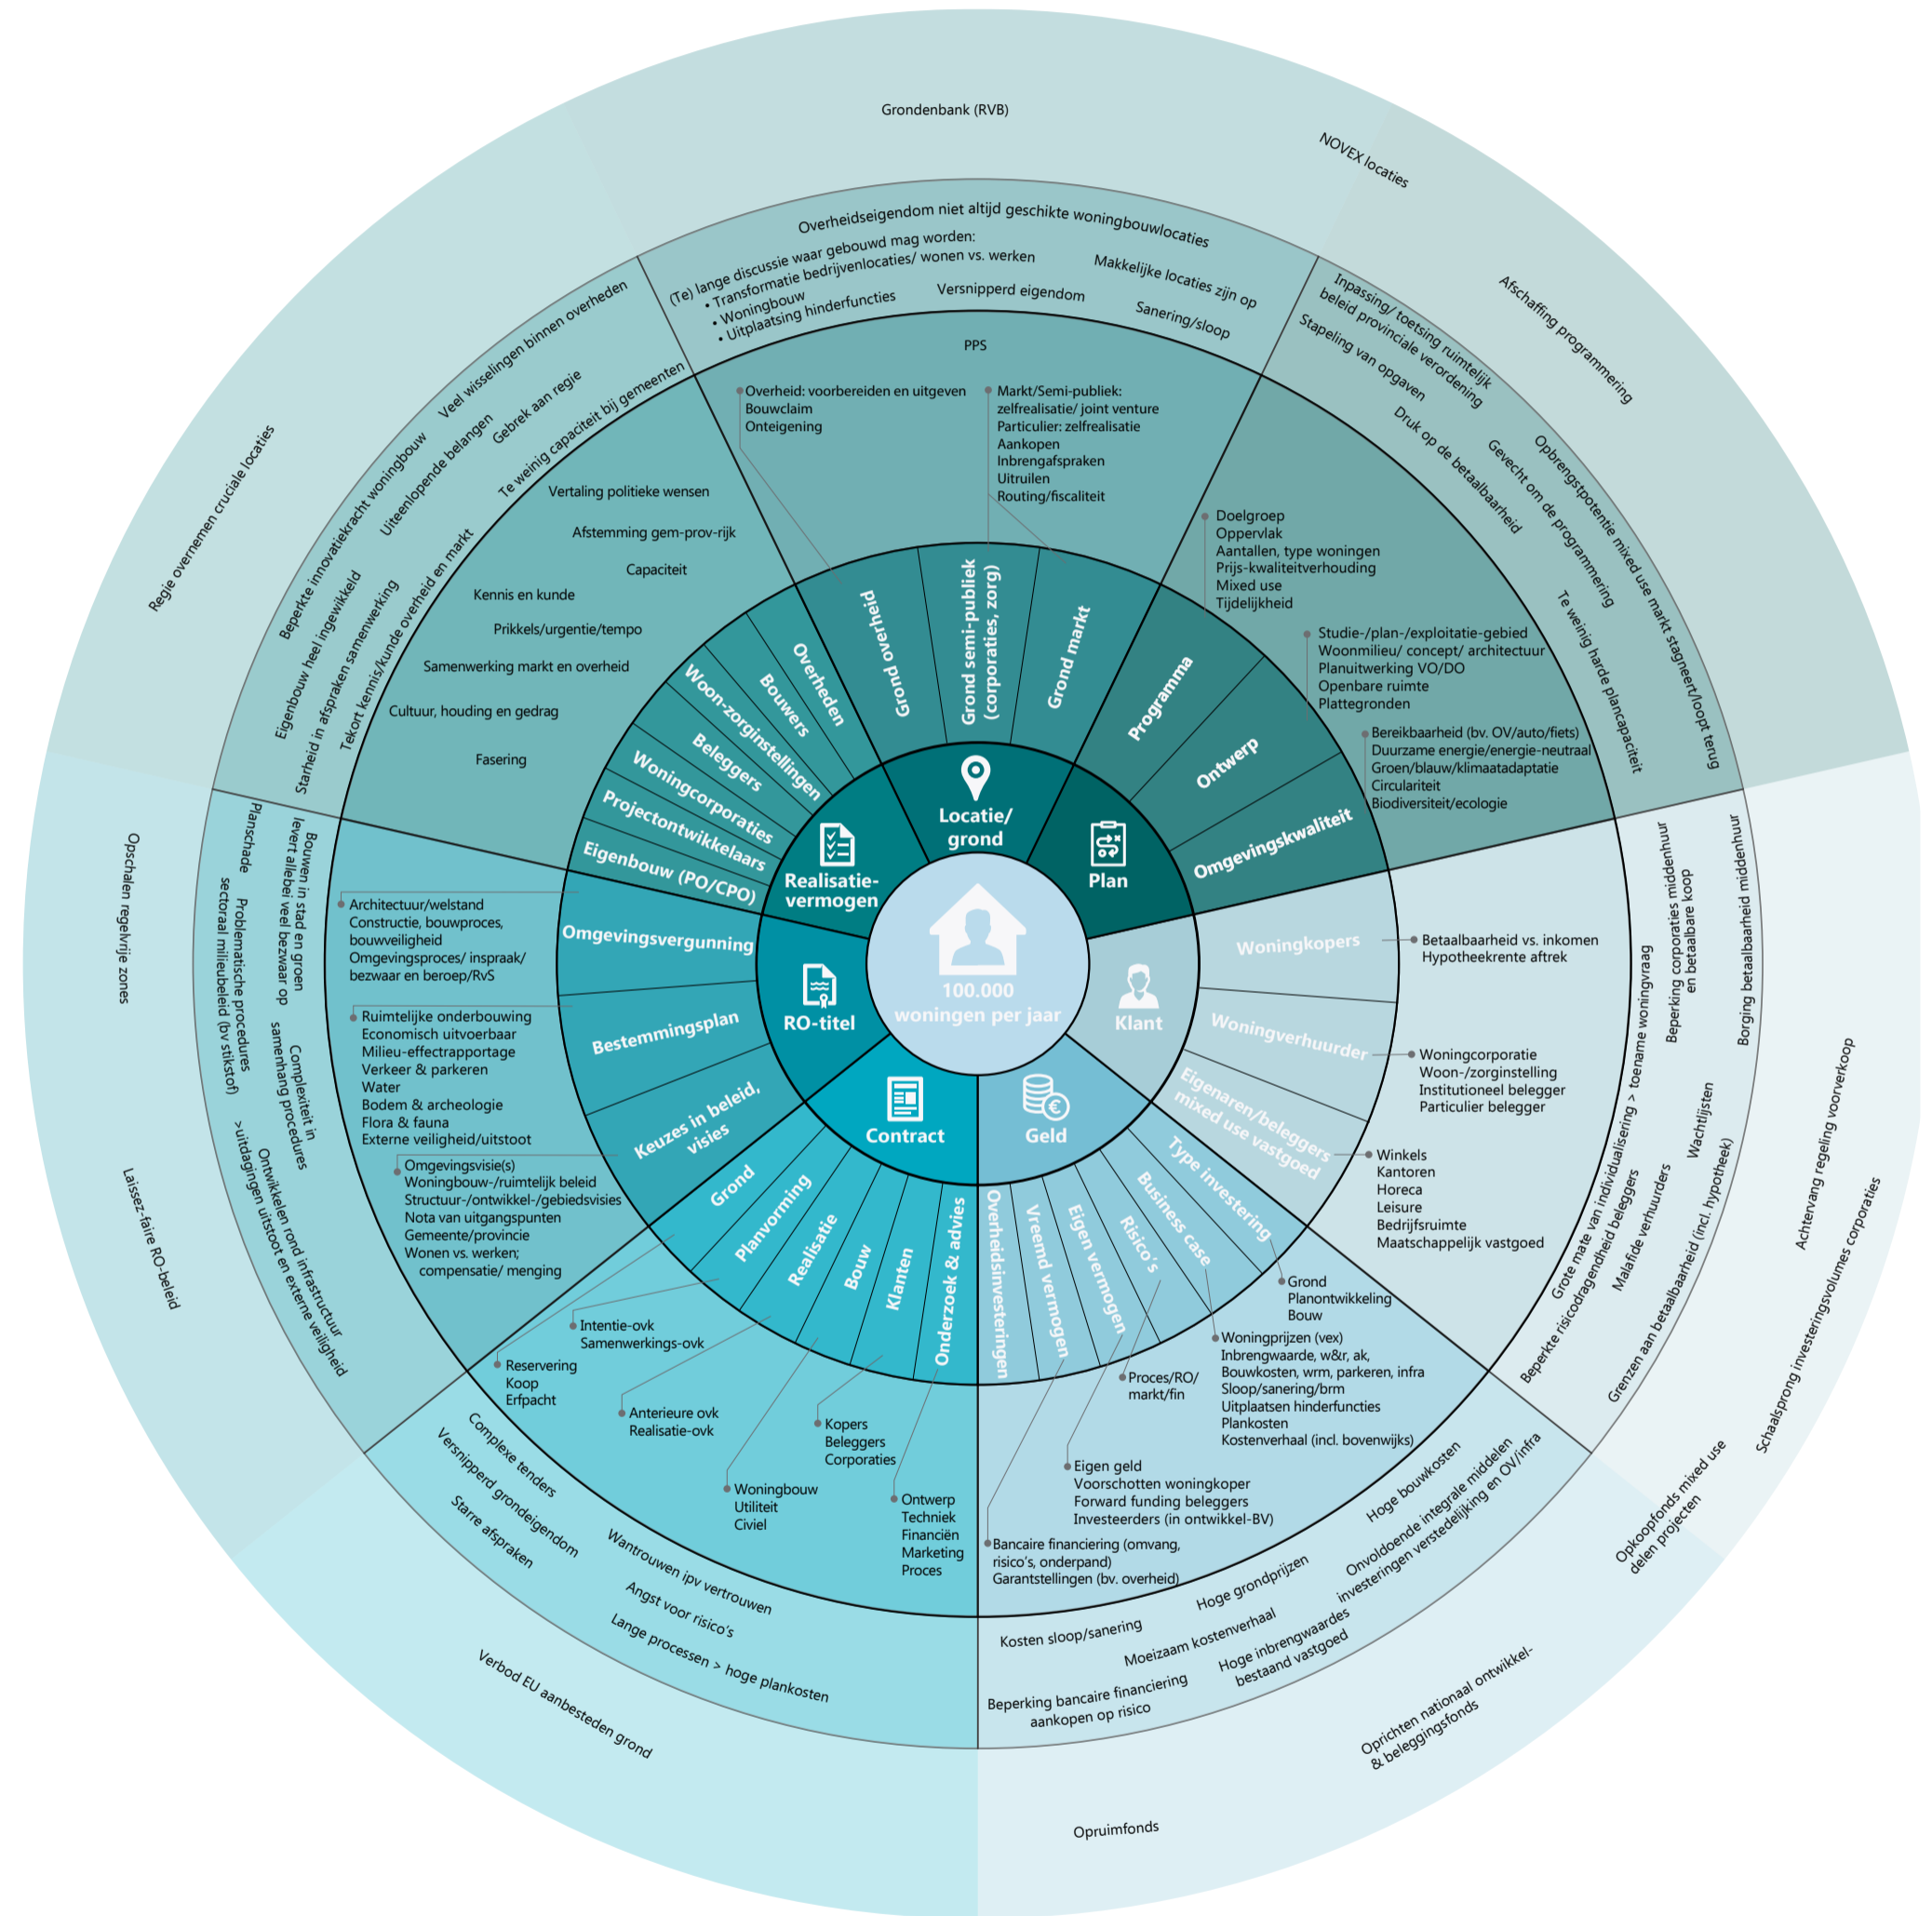 100.000
woningen per jaar
Locatie/
grond
Grond overheid
Grond semi-publiek
(corporaties, zorg)
Grond markt
Overheid: voorbereiden en uitgeven
Bouwclaim
Onteigening
PPS
Markt/Semi-publiek:
zelfrealisatie/ joint venture
Particulier: zelfrealisatie
Aankopen
Inbrengafspraken
Uitruilen
Routing/fiscaliteit
Overheidseigendom niet altijd geschikte woningbouwlocaties
(Te) lange discussie waar gebouwd mag worden:
• Transformatie bedrijvenlocaties/ wonen vs. werken
• Woningbouw
• Uitplaatsing hinderfuncties
Versnipperd eigendom
Makkelijke locaties zijn op
Sanering/sloop
Grondenbank (RVB)
NOVEX locaties
Plan
Programma
Ontwerp
Omgevingskwaliteit
Doelgroep
Oppervlak
Aantallen, type woningen
Prijs-kwaliteitverhouding
Mixed use
Tijdelijkheid
Studie-/plan-/exploitatie-gebied
Woonmilieu/ concept/ architectuur
Planuitwerking VO/DO
Openbare ruimte
Plattegronden
Bereikbaarheid (bv. OV/auto/fiets)
Duurzame energie/energie-neutraal
Groen/blauw/klimaatadaptatie
Circulariteit
Biodiversiteit/ecologie
Inpassing/ toetsing ruimtelijk
beleid provinciale verordening
Stapeling van opgaven
Druk op de betaalbaarheid
Gevecht om de programmering
Opbrengstpotentie mixed use markt stagneert/loopt terug
Te weinig harde plancapaciteit
Afschaffing programmering
Klant
Woningkopers
Woningverhuurder
Eigenaren/beleggers
mixed use vastgoed
Betaalbaarheid vs. inkomen
Hypotheekrente aftrek
Woningcorporatie
Woon-/zorginstelling
Institutioneel belegger
Particulier belegger
Winkels
Kantoren
Horeca
Leisure
Bedrijfsruimte
Maatschappelijk vastgoed
Borging betaalbaarheid middenhuur
Beperking corporaties middenhuur
en betaalbare koop
Grote mate van individualisering > toename woningvraag
Wachtlijsten
Malafide verhuurders
Beperkte risicodragendheid beleggers
Grenzen aan betaalbaarheid (incl. hypotheek)
Achtervang regeling voorverkoop
Schaalsprong investeringsvolumes corporaties
Opkoopfonds mixed use
delen projecten
Geld
Type investering
Business case
Risico's
Eigen vermogen
Vreemd vermogen
Overheidsinvesteringen
Grond
Planontwikkeling
Bouw
Woningprijzen (vex)
Inbrengwaarde, w&r, ak,
Bouwkosten, wrm, parkeren, infra
Sloop/sanering/brm
Uitplaatsen hinderfuncties
Plankosten
Kostenverhaal (incl. bovenwijks)
Proces/RO/
markt/fin
Eigen geld
Voorschotten woningkoper
Forward funding beleggers
Investeerders (in ontwikkel-BV)
Bancaire financiering (omvang,
risico's, onderpand)
Garantstellingen (bv. overheid)
Hoge bouwkosten
Onvoldoende integrale middelen
investeringen verstedelijking en OV/infra
Hoge grondprijzen
Kosten sloop/sanering
Moeizaam kostenverhaal
Hoge inbrengwaardes
bestaand vastgoed
Beperking bancaire financiering
aankopen op risico
Oprichten nationaal ontwikkel-
& beleggingsfonds
Opruimfonds
Contract
Grond
Planvorming
Realisatie
Bouw
Klanten
Onderzoek & advies
Reservering
Koop
Erfpacht
Intentie-ovk
Samenwerkings-ovk
Anterieure ovk
Realisatie-ovk
Woningbouw
Utiliteit
Civiel
Kopers
Beleggers
Corporaties
Ontwerp
Techniek
Financiën
Marketing
Proces
Complexe tenders
Versnipperd grondeigendom
Starre afspraken
Wantrouwen ipv vertrouwen
Angst voor risico's
Lange processen > hoge plankosten
Verbod EU aanbesteden grond
RO-titel
Omgevingsvergunning
Bestemmingsplan
Keuzes in beleid,
visies
Architectuur/welstand
Constructie, bouwproces,
bouwveiligheid
Omgevingsproces/ inspraak/
bezwaar en beroep/RvS
Ruimtelijke onderbouwing
Economisch uitvoerbaar
Milieu-effectrapportage
Verkeer & parkeren
Water
Bodem & archeologie
Flora & fauna
Externe veiligheid/uitstoot
Omgevingsvisie(s)
Woningbouw-/ruimtelijk beleid
Structuur-/ontwikkel-/gebiedsvisies
Nota van uitgangspunten
Gemeente/provincie
Wonen vs. werken;
compensatie/ menging
Planschade
Bouwen in stad en groen
levert allebei veel bezwaar op
Problematische procedures
sectoraal milieubeleid (bv stikstof)
Complexiteit in
samenhang procedures
Ontwikkelen rond infrastructuur
>uitdagingen uitstoot en externe veiligheid
Opschalen regelvrije zones
Laissez-faire RO-beleid
Realisatie-
vermogen
Overheden
Bouwers
Woon-zorginstellingen
Beleggers
Woningcorporaties
Projectontwikkelaars
Eigenbouw (PO/CPO)
Vertaling politieke wensen
Afstemming gem-prov-rijk
Capaciteit
Kennis en kunde
Prikkels/urgentie/tempo
Samenwerking markt en overheid
Cultuur, houding en gedrag
Fasering
Veel wisselingen binnen overheden
Gebrek aan regie
Te weinig capaciteit bij gemeenten
Beperkte innovatiekracht woningbouw
Uiteenlopende belangen
Eigenbouw heel ingewikkeld
Starheid in afspraken samenwerking
Tekort kennis/kunde overheid en markt
Regie overnemen cruciale locaties